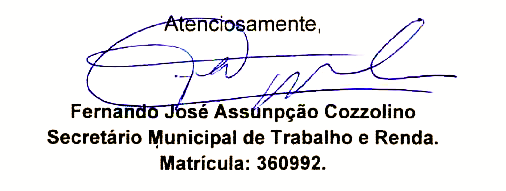 Atenciosamente,
Fernando José Assunpção Cozzolino
Secretário Municipal de Trabalho e Renda.
Matrícula: 360992.